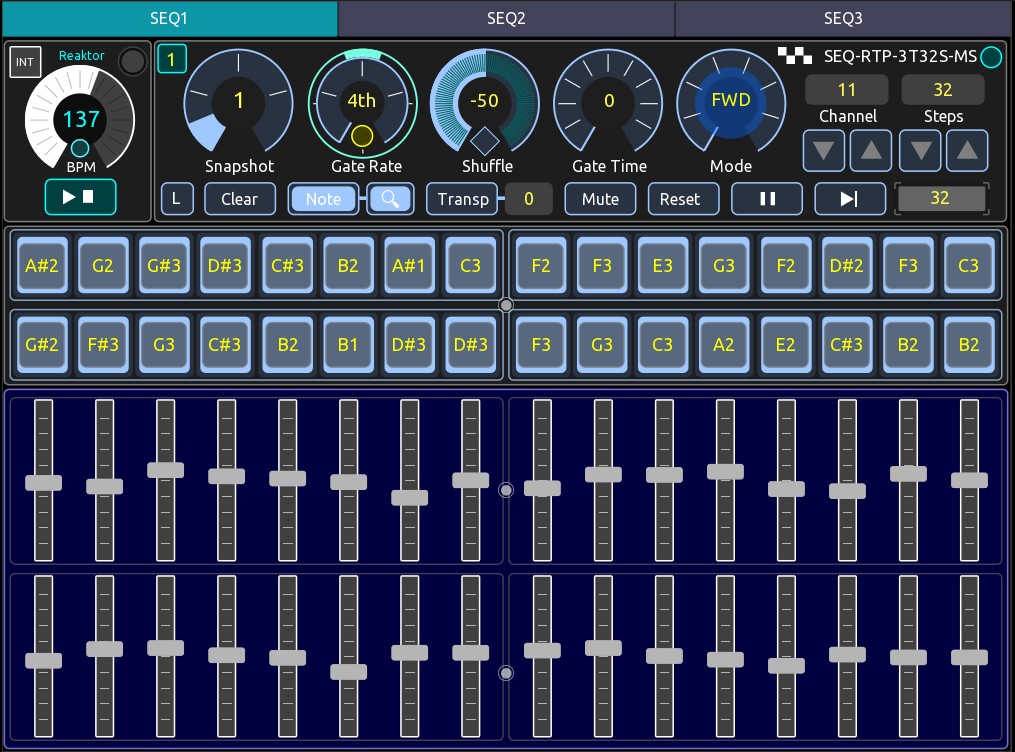 SEQ1 SEQ2 SEQ3
INT Reaktor 1 SEQ-RTP-3T32S-MS
137 1 4th -50 0 FWD 11 32
BPM Snapshot Gate Rate Shuffle Gate Time Mode Channel Steps
L Clear Note Transp 0 Mute Reset 32
A#2 G2 G#3 D#3 C#3 B2 A#1 C3 F2 F3 E3 G3 F2 D#2 F3 C3
G#2 F#3 G3 C#3 B2 B1 D#3 D#3 F3 G3 C3 A2 E2 C#3 B2 B2